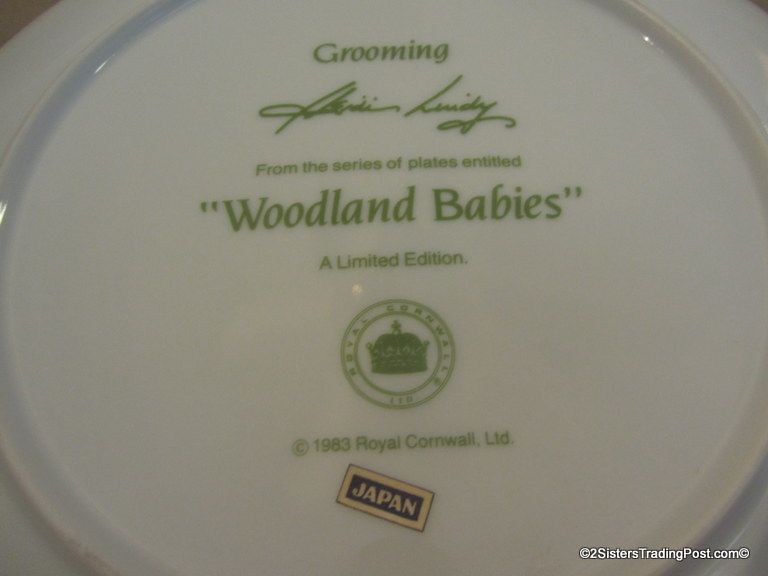 Grooming
From the series of plates entitled
"Woodland Babies"
A Limited Edition.
ROYAL CORNWALL
LTD
© 1983 Royal Cornwall, Ltd.
JAPAN
©2SistersTradingPost.com©